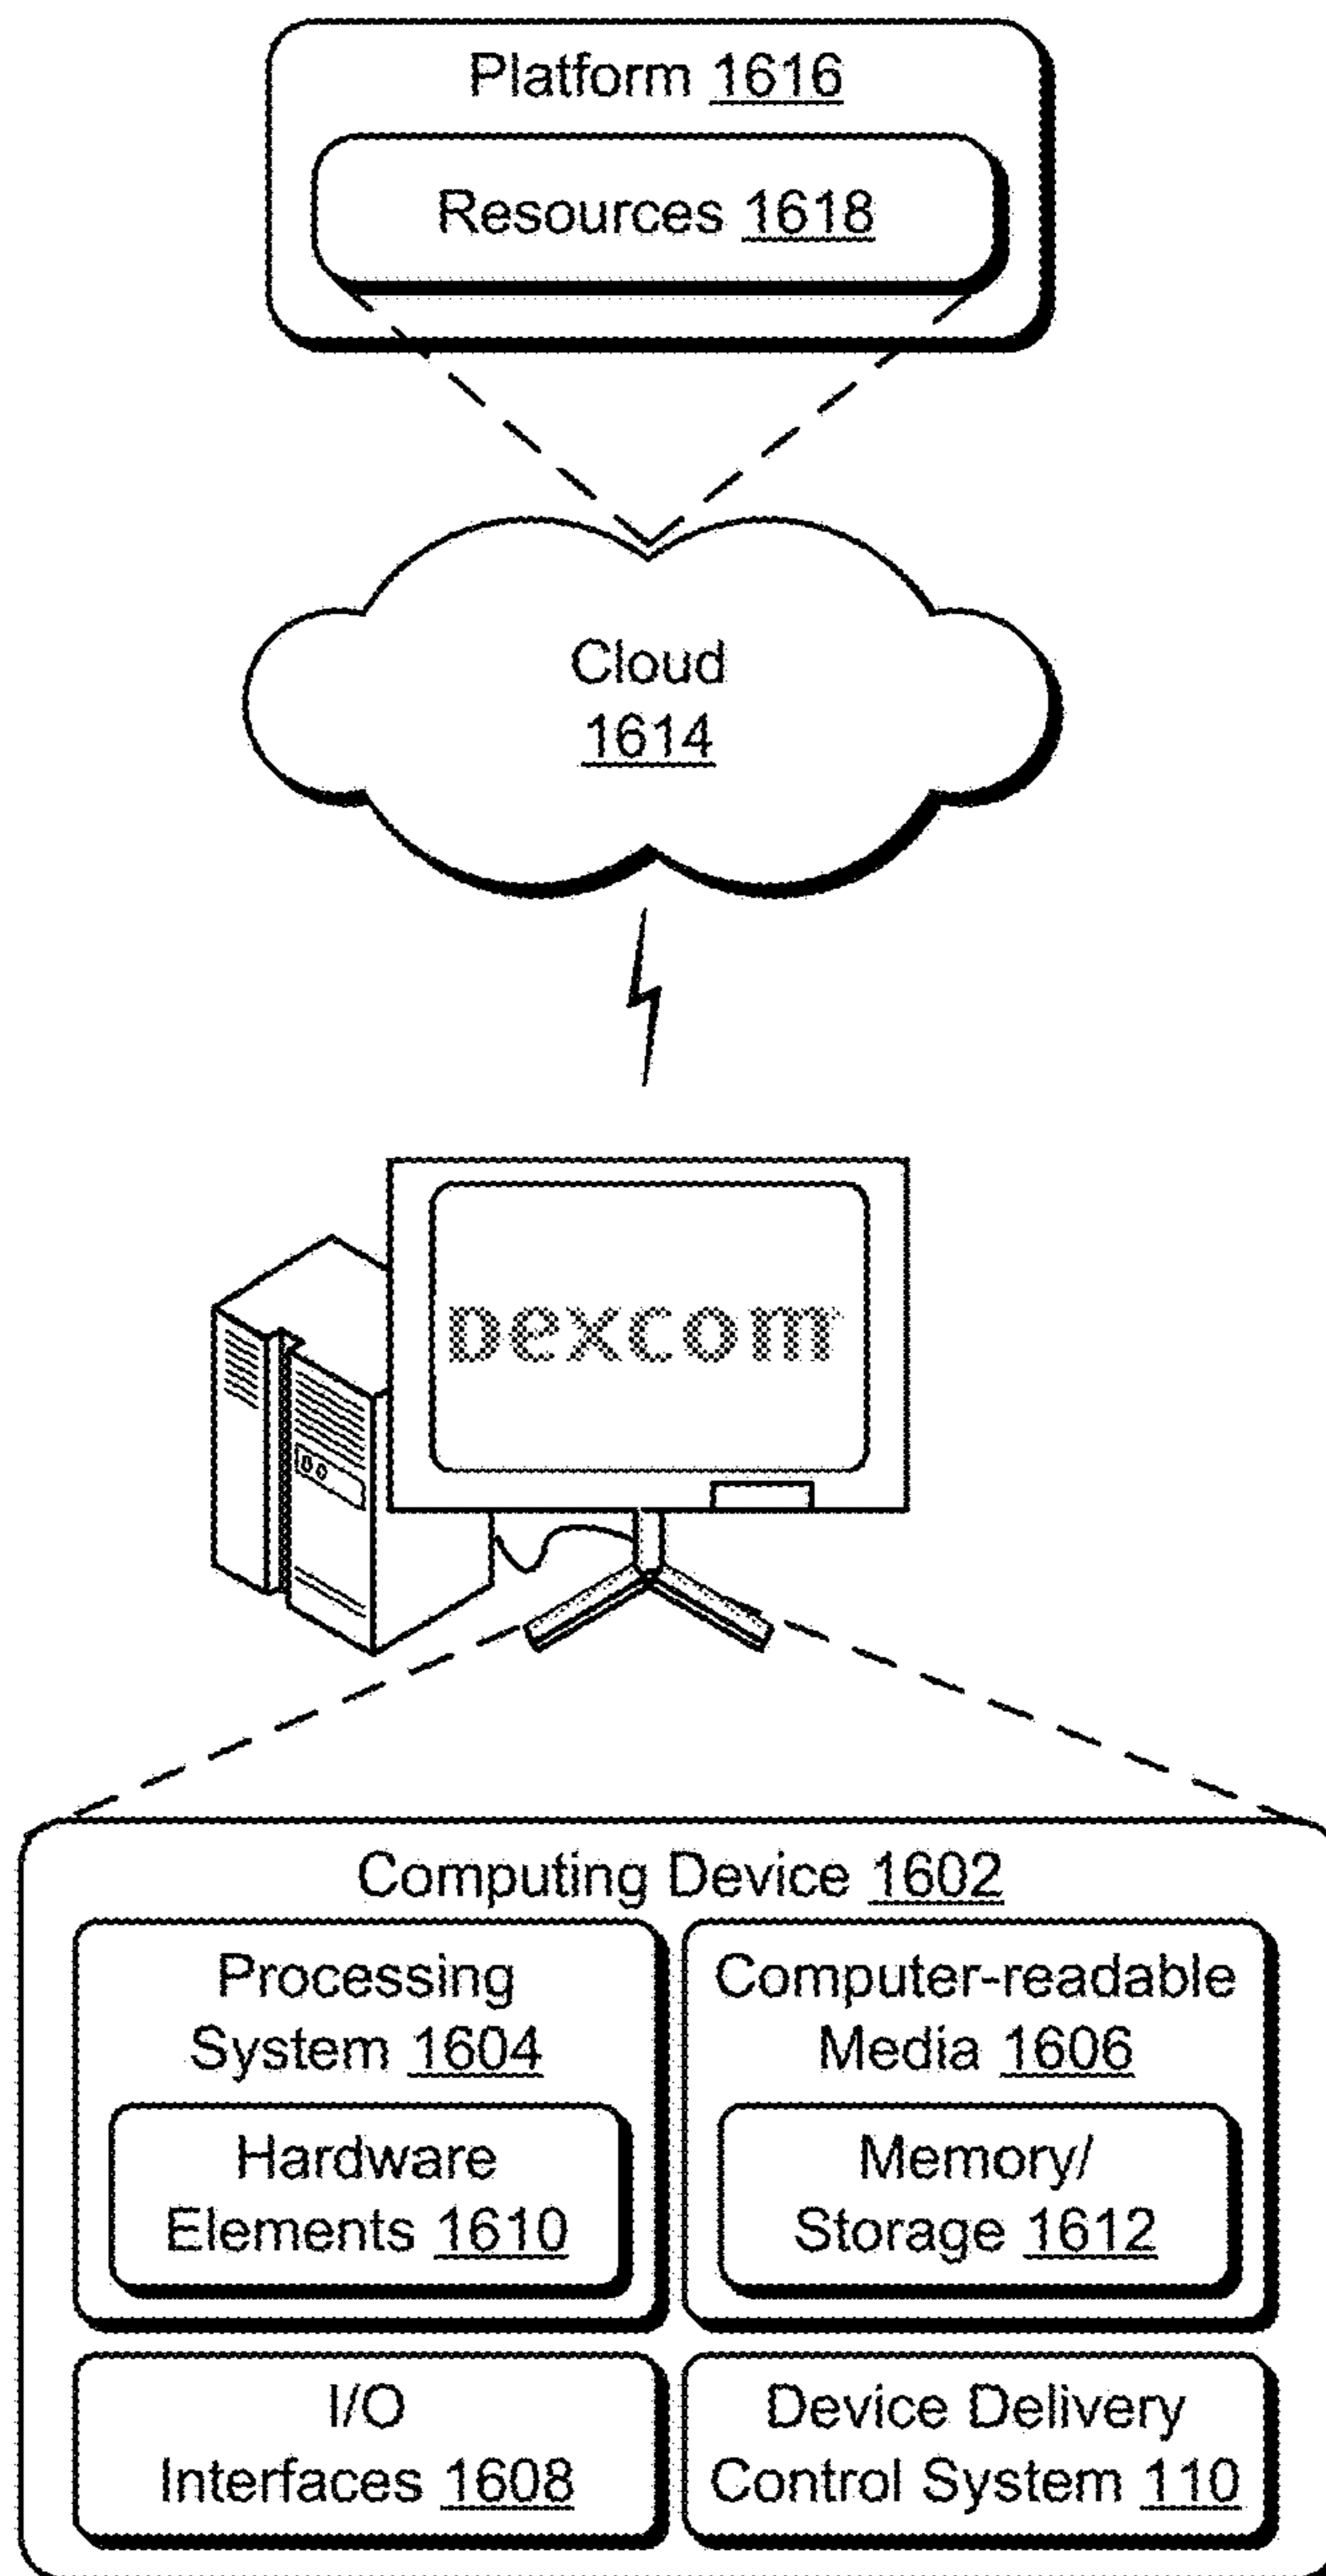 Platform 1616
Resources 1618
Cloud
1614
Dexcom
Computing Device 1602
Processing
System 1604
Hardware
Elements 1610
Computer-readable
Media 1606
Memory/
Storage 1612
I/O
Interfaces 1608
Device Delivery
Control System 110